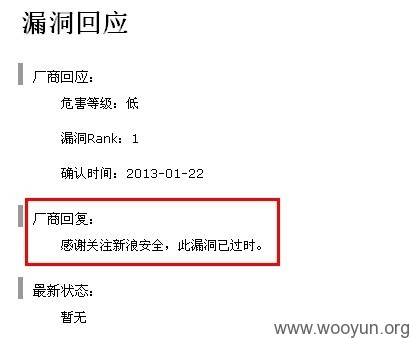 漏洞回应
厂商回应：
危害等级：低
漏洞Rank：1
确认时间：2013-01-22
厂商回复：
感谢关注新浪安全，此漏洞已过时。
最新状态：
暂无
www.wooyun.org